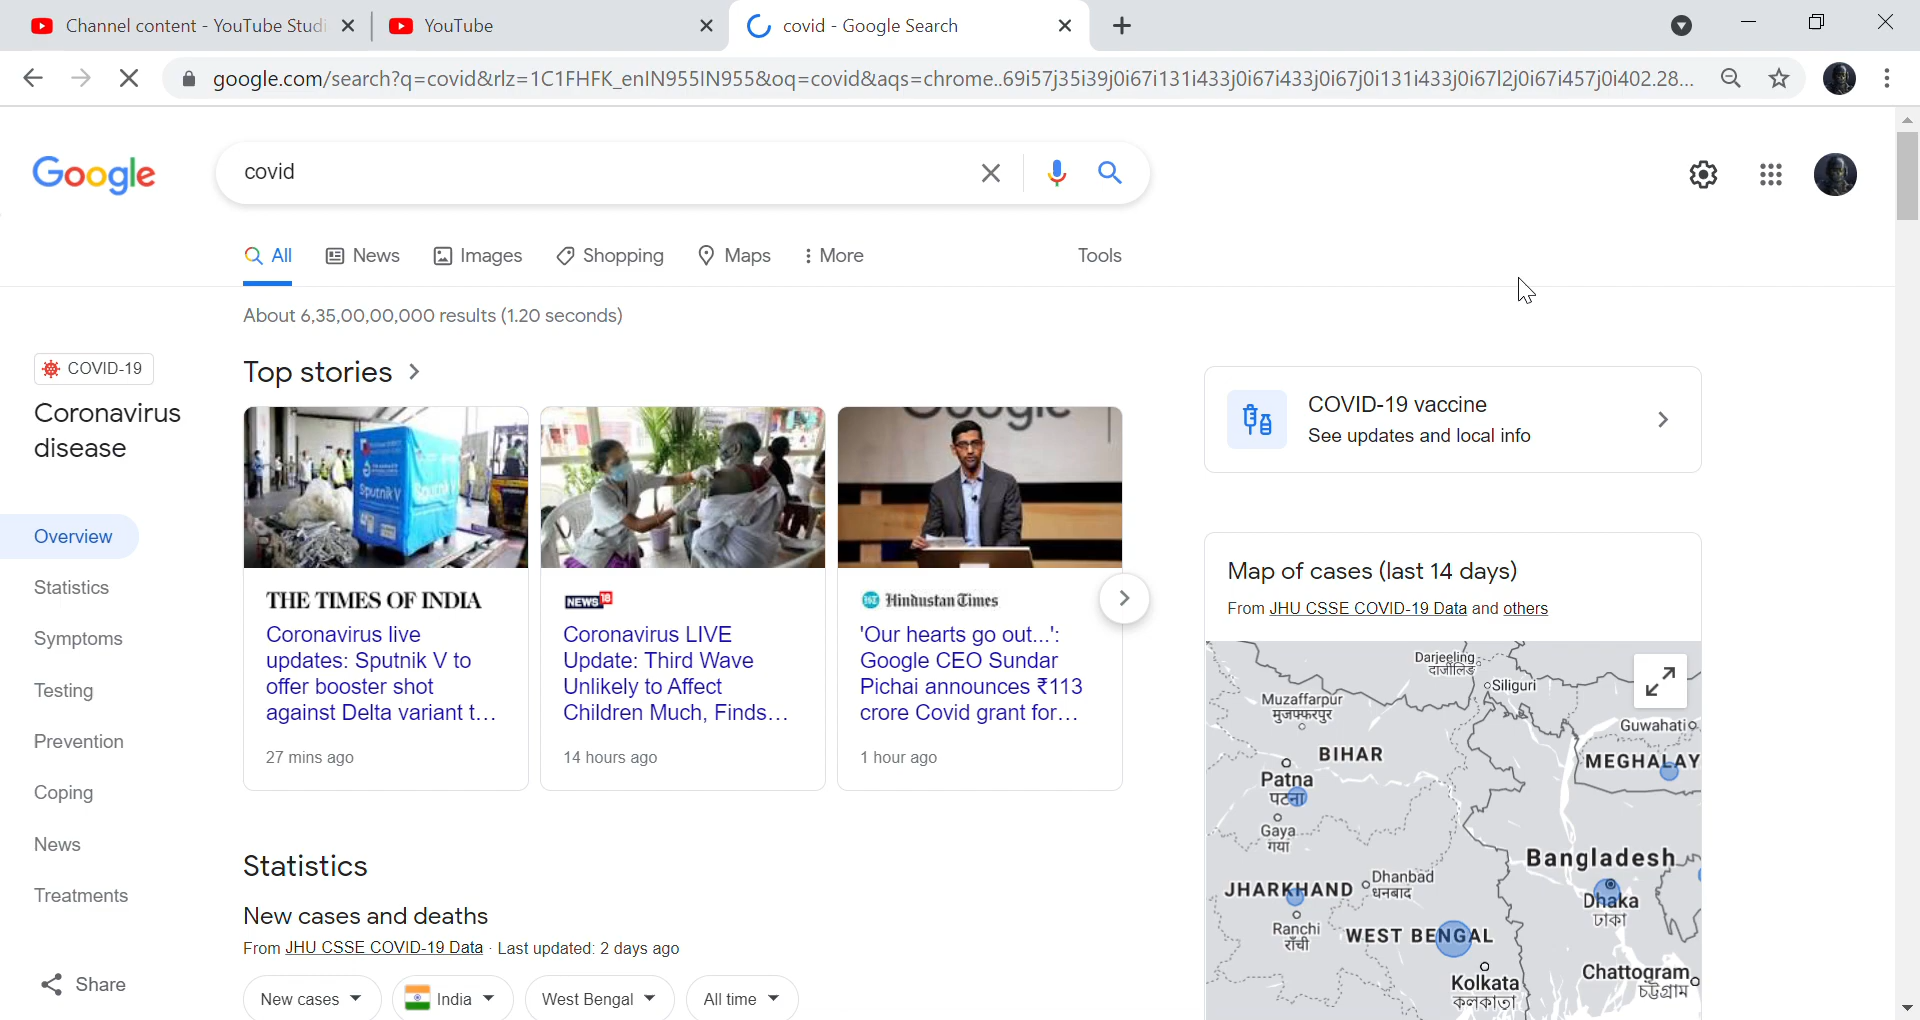 Channel content - YouTube Studi
YouTube
covid - Google Search
google.com/search?q=covid&rlz=1C1FHFK_enIN955IN955&oq=covid&aqs=chrome..69i57j35i39j0i67i131i433j0i67i433j0i67j0i131i433j0i67l2j0i67i457j0i402.28...
Google
covid
All
News
Images
Shopping
Maps
More
Tools
About 6,35,00,00,000 results (1.20 seconds)
COVID-19
Coronavirus
disease
Overview
Statistics
Symptoms
Testing
Prevention
Coping
News
Treatments
Share
Top stories
Sputnik V
THE TIMES OF INDIA
Coronavirus live
updates: Sputnik V to
offer booster shot
against Delta variant t...
27 mins ago
NEWS18
Coronavirus LIVE
Update: Third Wave
Unlikely to Affect
Children Much, Finds...
14 hours ago
Google
HT Hindustan Times
'Our hearts go out...':
Google CEO Sundar
Pichai announces ₹113
crore Covid grant for...
1 hour ago
Statistics
New cases and deaths
From JHU CSSE COVID-19 Data · Last updated: 2 days ago
New cases
India
West Bengal
All time
COVID-19 vaccine
See updates and local info
Map of cases (last 14 days)
From JHU CSSE COVID-19 Data and others
Darjeeling
दार्जीलिंङ
Siliguri
Muzaffarpur
मुजफ्फरपुर
Guwahati
BIHAR
MEGHALAY
Patna
पटना
Gaya
गया
Bangladesh
Dhanbad
धनबाद
JHARKHAND
Dhaka
ঢাকা
Ranchi
राँची
WEST BENGAL
Kolkata
কলকাতা
Chattogram
চট্টগ্রাম